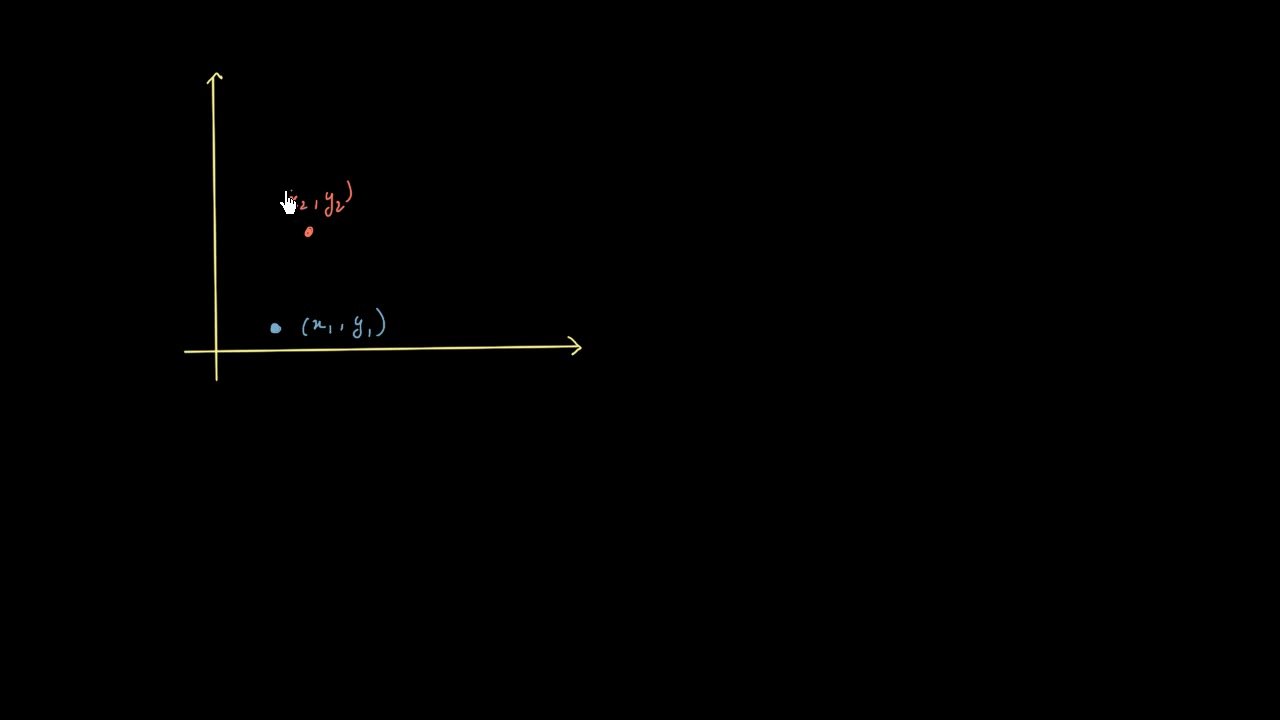 x₂, y₂)
(x₁, y₁)